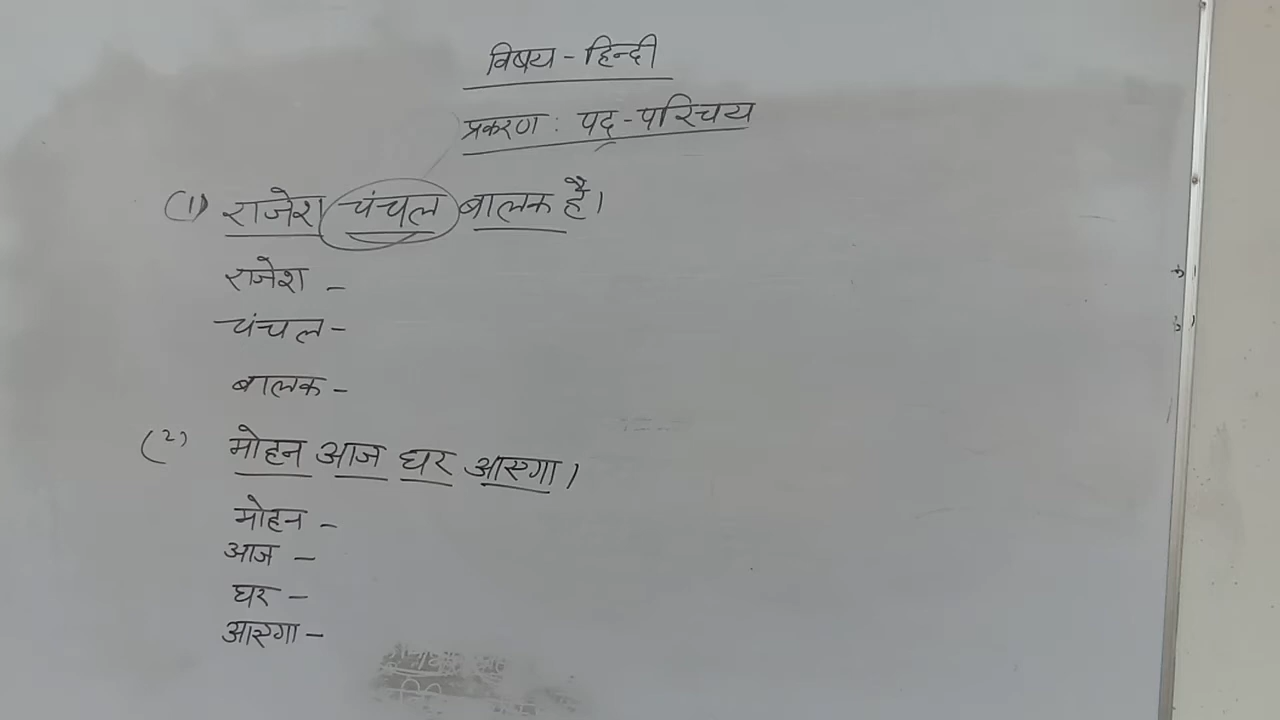 विषय - हिन्दी
प्रकरण : पद्-परिचय
(1) राजेश चंचल बालक है।
राजेश -
चंचल -
बालक -
(2) मोहन आज घर आएगा।
मोहन -
आज -
घर -
आएगा -